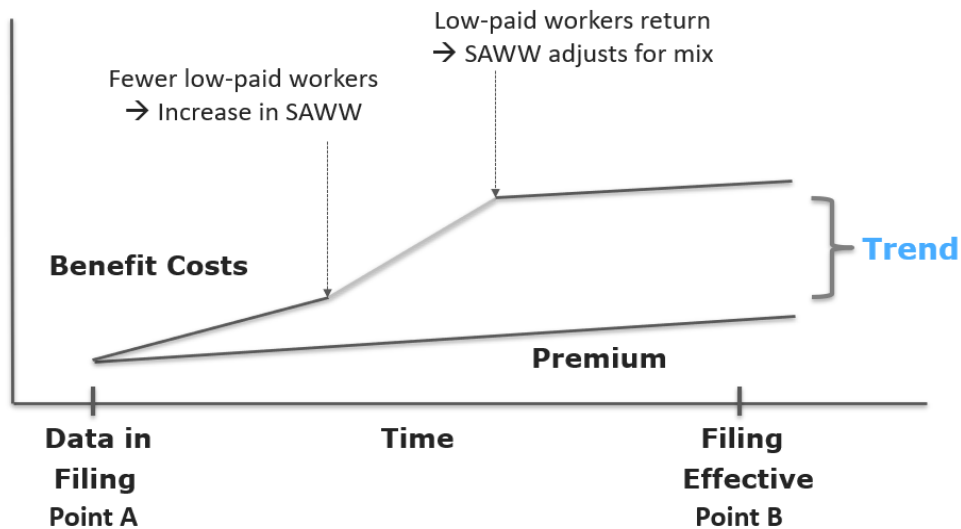 Low-paid workers return
→ SAWW adjusts for mix
Fewer low-paid workers
→ Increase in SAWW
Benefit Costs
Trend
Premium
Data in
Filing
Point A
Time
Filing
Effective
Point B